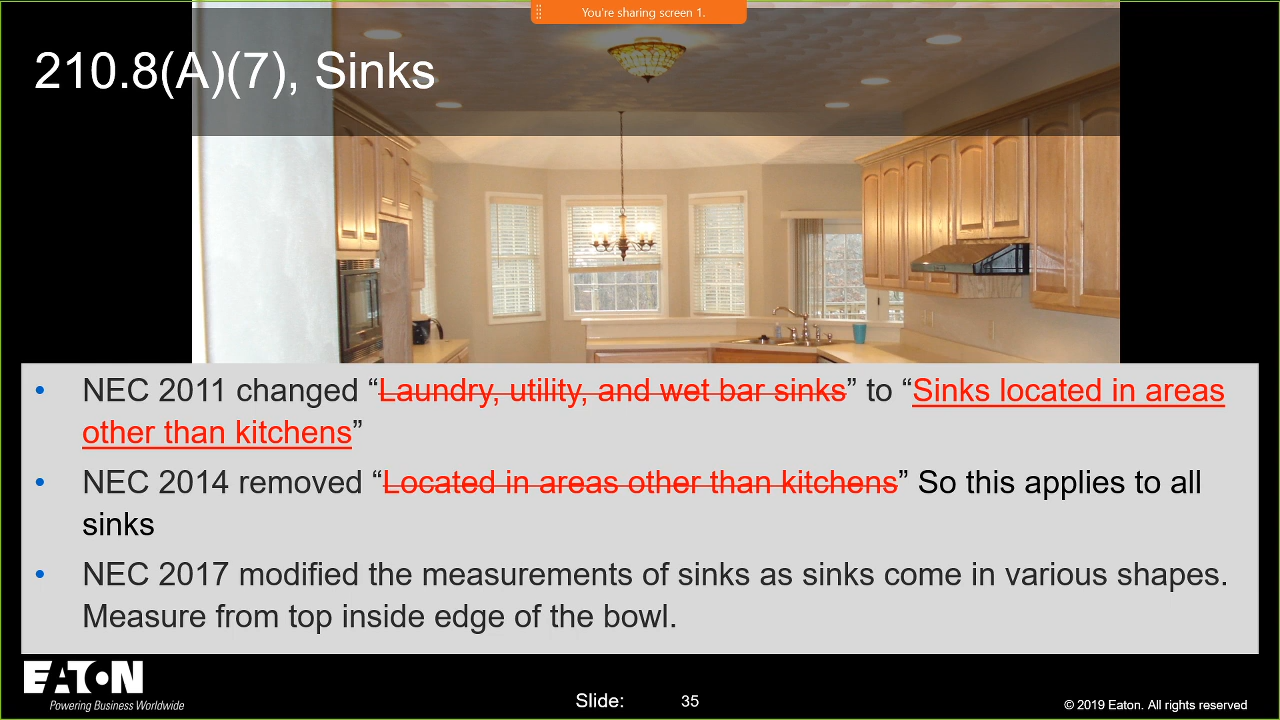 You're sharing screen 1.
210.8(A)(7), Sinks
• NEC 2011 changed “Laundry, utility, and wet bar sinks” to “Sinks located in areas
other than kitchens”
• NEC 2014 removed “Located in areas other than kitchens” So this applies to all
sinks
• NEC 2017 modified the measurements of sinks as sinks come in various shapes.
Measure from top inside edge of the bowl.
EATON
Powering Business Worldwide
Slide: 35
© 2019 Eaton. All rights reserved